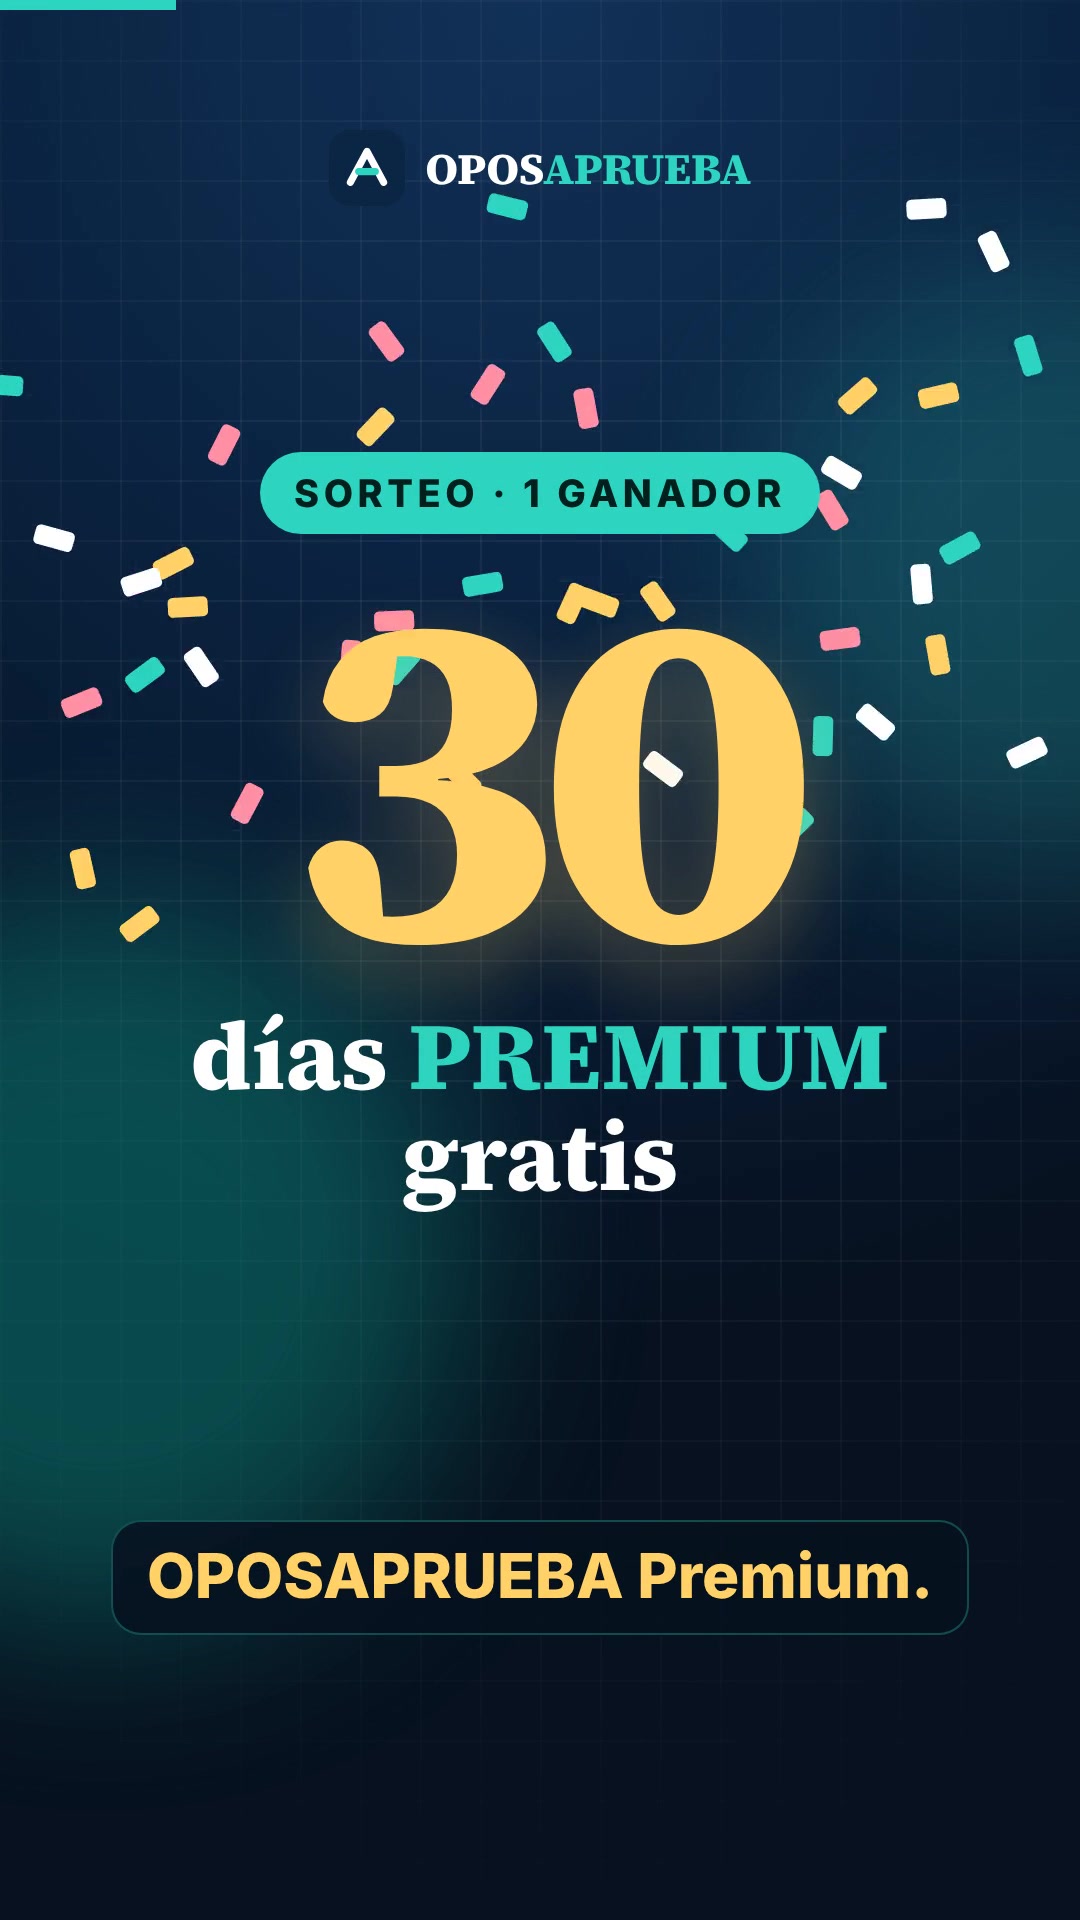 OPOSAPRUEBA
SORTEO · 1 GANADOR
30
días PREMIUM
gratis
OPOSAPRUEBA Premium.